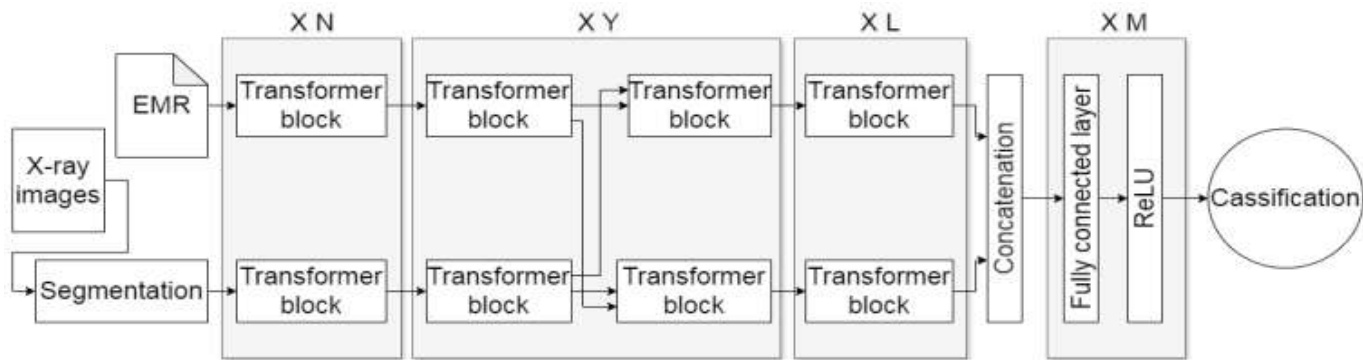 X N
X Y
X L
X M
EMR
Transformer
block
Transformer
block
Transformer
block
Transformer
block
X-ray
images
Segmentation
Transformer
block
Transformer
block
Transformer
block
Transformer
block
Concatenation
Fully connected layer
ReLU
Cassification